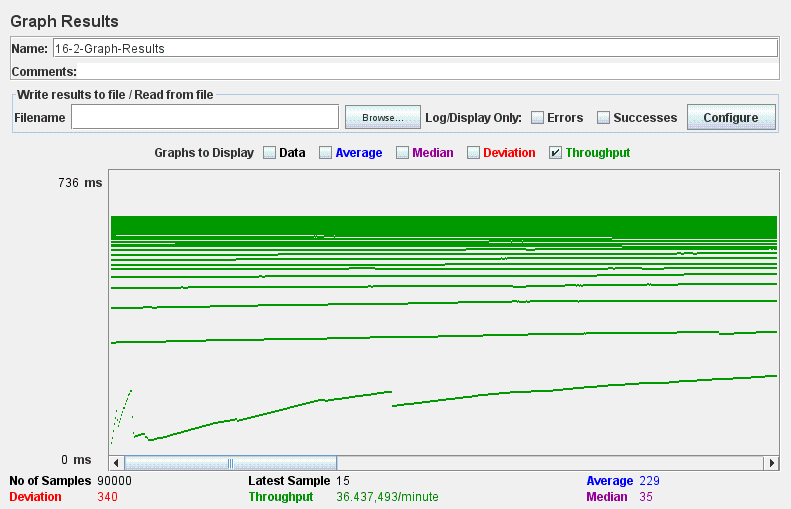 Graph Results
Name: 16-2-Graph-Results
Comments:
Write results to file / Read from file
Filename Browse... Log/Display Only: Errors Successes Configure
Graphs to Display Data Average Median Deviation Throughput
736 ms
0 ms
No of Samples 90000 Latest Sample 15 Average 229
Deviation 340 Throughput 36.437,493/minute Median 35